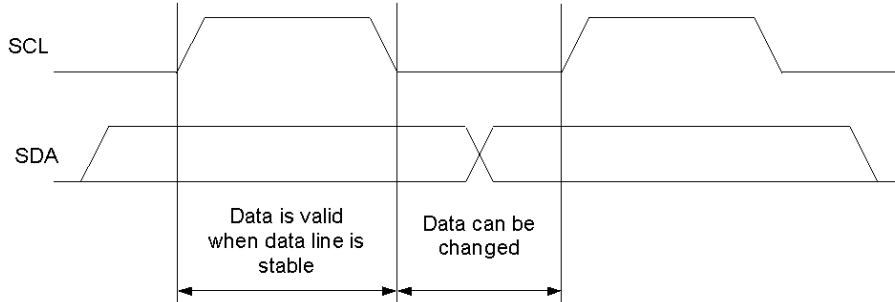 SCL
SDA
Data is valid
when data line is
stable
Data can be
changed